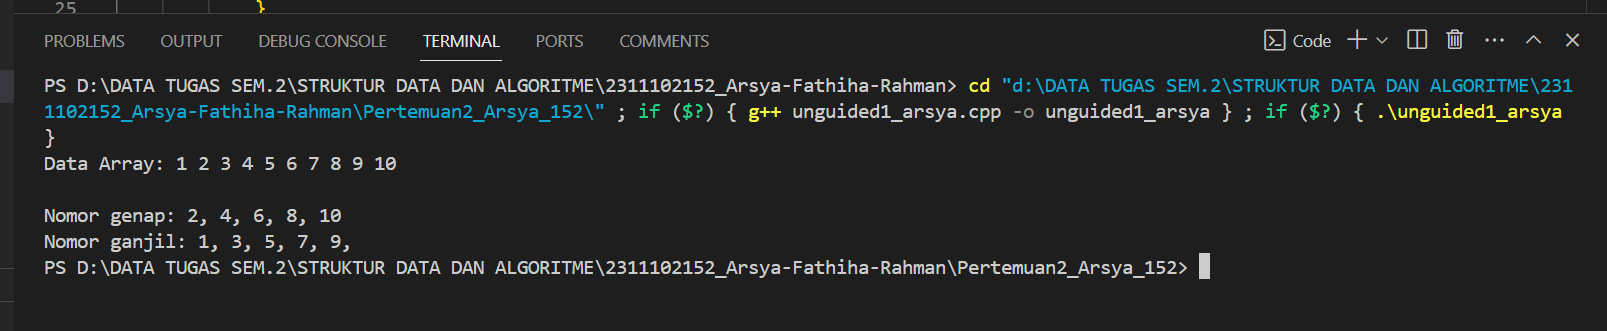 25 }
PROBLEMS OUTPUT DEBUG CONSOLE TERMINAL PORTS COMMENTS Code
PS D:\DATA TUGAS SEM.2\STRUKTUR DATA DAN ALGORITME\2311102152_Arsya-Fathiha-Rahman> cd "d:\DATA TUGAS SEM.2\STRUKTUR DATA DAN ALGORITME\231
1102152_Arsya-Fathiha-Rahman\Pertemuan2_Arsya_152\" ; if ($?) { g++ unguided1_arsya.cpp -o unguided1_arsya } ; if ($?) { .\unguided1_arsya
}
Data Array: 1 2 3 4 5 6 7 8 9 10
Nomor genap: 2, 4, 6, 8, 10
Nomor ganjil: 1, 3, 5, 7, 9,
PS D:\DATA TUGAS SEM.2\STRUKTUR DATA DAN ALGORITME\2311102152_Arsya-Fathiha-Rahman\Pertemuan2_Arsya_152>